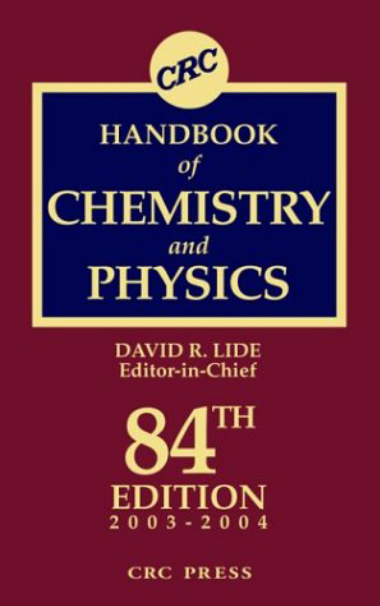 CRC
HANDBOOK
of
CHEMISTRY
and
PHYSICS
DAVID R. LIDE
Editor-in-Chief
84TH
EDITION
2003-2004
CRC PRESS